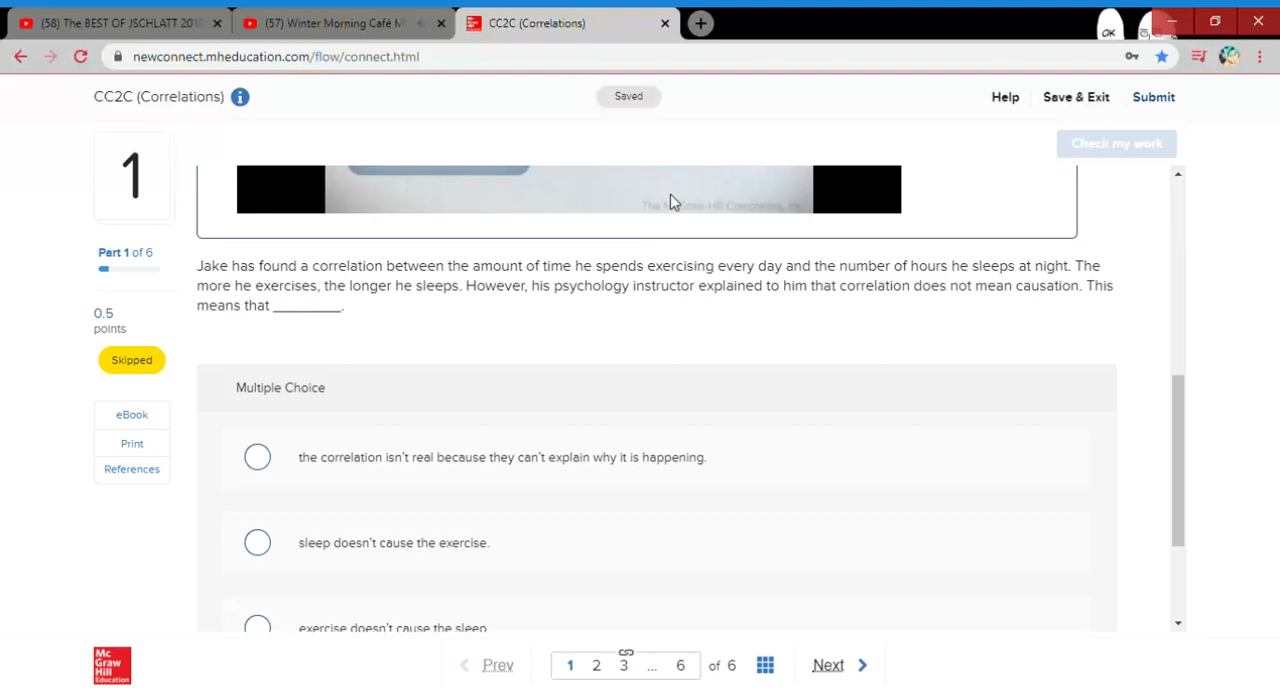 (58) The BEST OF JSCHLATT 201
(57) Winter Morning Café M
CC2C (Correlations)
OK
newconnect.mheducation.com/flow/connect.html
CC2C (Correlations)
Saved
Help
Save & Exit
Submit
1
Check my work
The McGraw-Hill Companies, Inc.
Part 1 of 6
Jake has found a correlation between the amount of time he spends exercising every day and the number of hours he sleeps at night. The
more he exercises, the longer he sleeps. However, his psychology instructor explained to him that correlation does not mean causation. This
means that ________.
0.5
points
Skipped
eBook
Print
References
Multiple Choice
the correlation isn't real because they can't explain why it is happening.
sleep doesn't cause the exercise.
exercise doesn't cause the sleep
Mc
Graw
Hill
Education
Prev
1 2 3 ... 6 of 6
Next